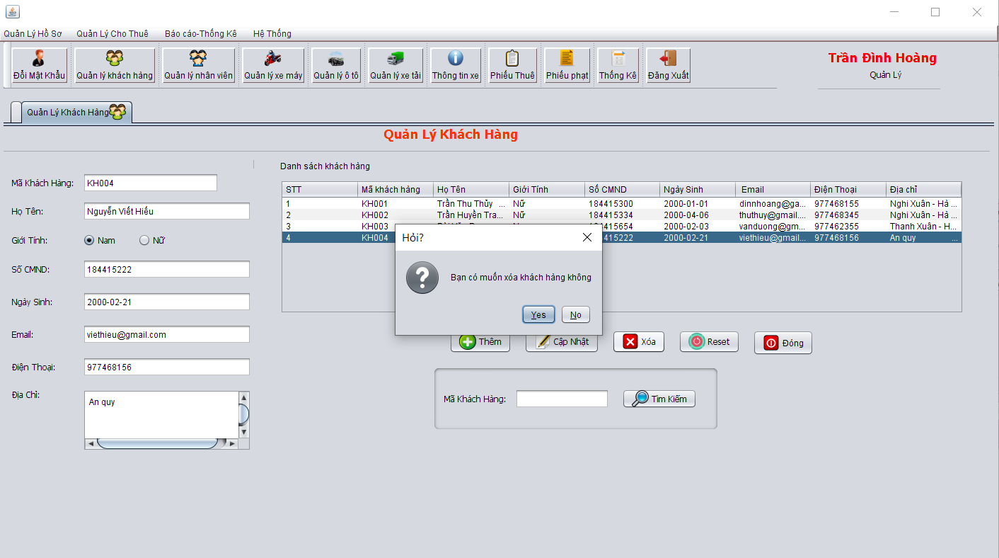 Quản Lý Hồ Sơ Quản Lý Cho Thuê Báo cáo-Thống Kê Hệ Thống
Đổi Mật Khẩu Quản lý khách hàng Quản lý nhân viên Quản lý xe máy Quản lý ô tô Quản lý xe tải Thông tin xe Phiếu Thuê Phiếu phạt Thống Kê Đăng Xuất
Trần Đình Hoàng
Quản Lý
Quản Lý Khách Hàng
Quản Lý Khách Hàng
Mã Khách Hàng: KH004
Họ Tên: Nguyễn Viết Hiếu
Giới Tính: Nam Nữ
Số CMND: 184415222
Ngày Sinh: 2000-02-21
Email: viethieu@gmail.com
Điện Thoại: 977468156
Địa Chỉ: An quy
Danh sách khách hàng
STT Mã khách hàng Họ Tên Giới Tính Số CMND Ngày Sinh Email Điện Thoại Địa chỉ
1 KH001 Trần Thu Thủy ... Nữ 184415300 2000-01-01 dinnhoang@ga... 977468155 Nghi Xuân - Hà ...
2 KH002 Trần Huyền Tra... Nữ 184415334 2000-04-06 thuthuy@gmail.... 977468345 Nghi Xuân - Hà ...
3 KH003 2000-02-03 vanduong@gm... 977462355 Thanh Xuân - H...
4 KH004 415222 2000-02-21 viethieu@gmail... 977468156 An quy ...
Hỏi?
Bạn có muốn xóa khách hàng không
Yes No
Thêm Cập Nhật Xóa Reset Đóng
Mã Khách Hàng: Tìm Kiếm